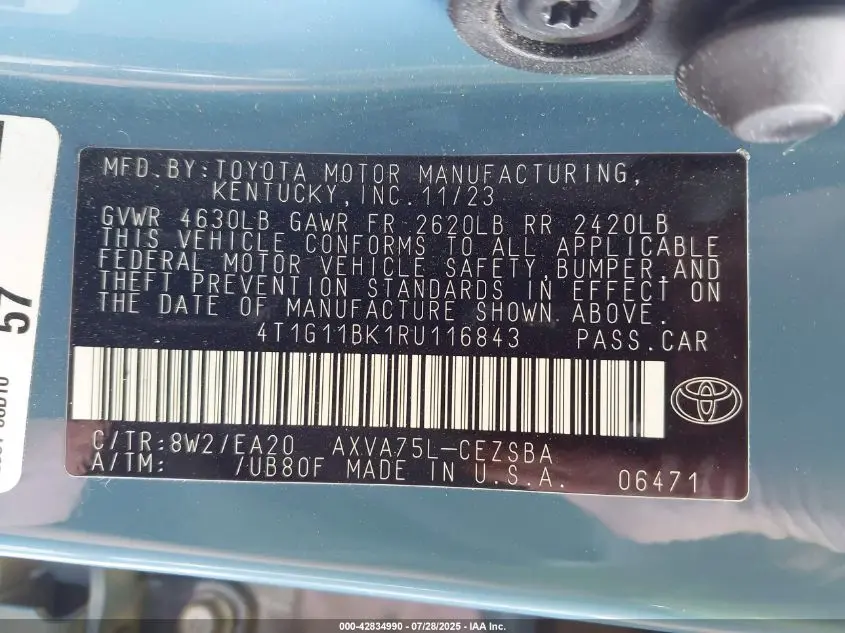 MFD.BY:TOYOTA MOTOR MANUFACTURING,
KENTUCKY,INC.11/23
GVWR 4630LB GAWR FR 2620LB RR 2420LB
THIS VEHICLE CONFORMS TO ALL APPLICABLE
FEDERAL MOTOR VEHICLE SAFETY,BUMPER,AND
THEFT PREVENTION STANDARDS IN EFFECT ON
THE DATE OF MANUFACTURE SHOWN ABOVE.
4T1G11BK1RU116843 PASS.CAR
C/TR:8W2/EA20 AXVA75L-CEZSBA
A/TM: /UB80F MADE IN U.S.A. 06471
57
000-42834990 | 07/28/2025 - IAA Inc.